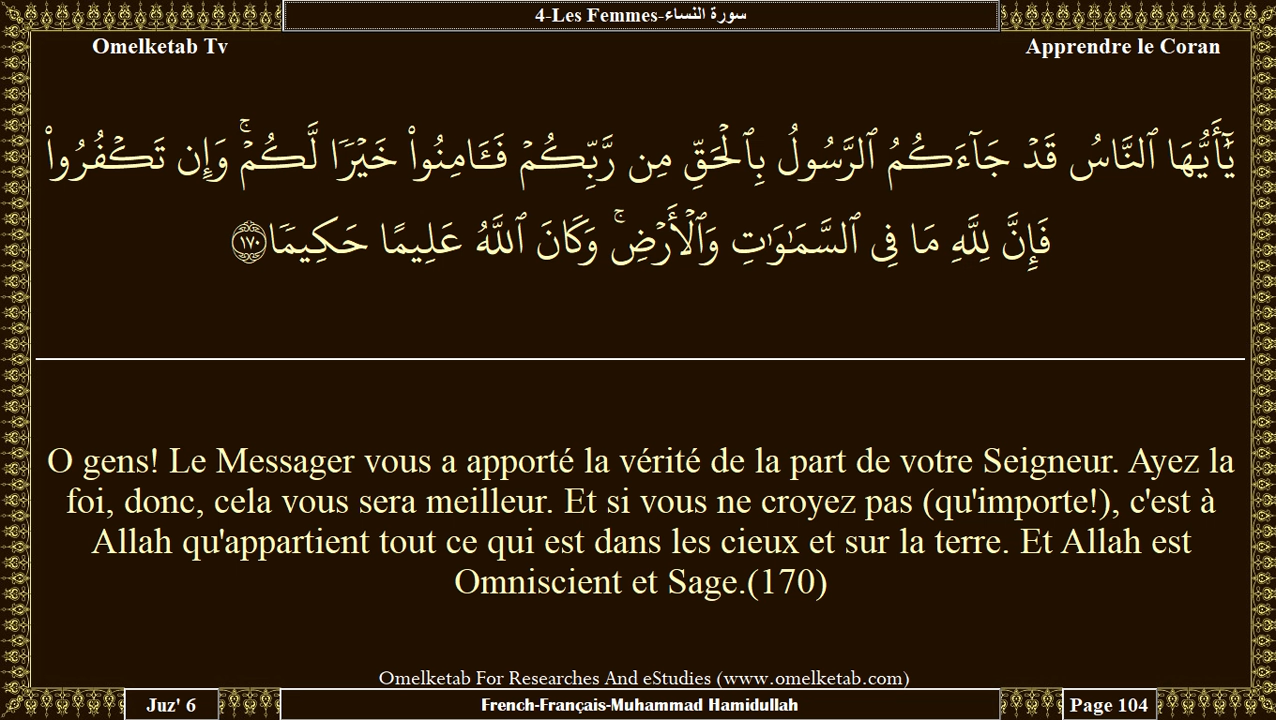 4-Les Femmes-سورة النساء
Omelketab Tv
Apprendre le Coran
يَٰٓأَيُّهَا ٱلنَّاسُ قَدۡ جَآءَكُمُ ٱلرَّسُولُ بِٱلۡحَقِّ مِن رَّبِّكُمۡ فَـَٔامِنُواْ خَيۡرٗا لَّكُمۡۚ وَإِن تَكۡفُرُواْ
فَإِنَّ لِلَّهِ مَا فِي ٱلسَّمَٰوَٰتِ وَٱلۡأَرۡضِۚ وَكَانَ ٱللَّهُ عَلِيمًا حَكِيمٗا ١٧٠
O gens! Le Messager vous a apporté la vérité de la part de votre Seigneur. Ayez la
foi, donc, cela vous sera meilleur. Et si vous ne croyez pas (qu'importe!), c'est à
Allah qu'appartient tout ce qui est dans les cieux et sur la terre. Et Allah est
Omniscient et Sage.(170)
Omelketab For Researches And eStudies (www.omelketab.com)
Juz' 6
French-Français-Muhammad Hamidullah
Page 104